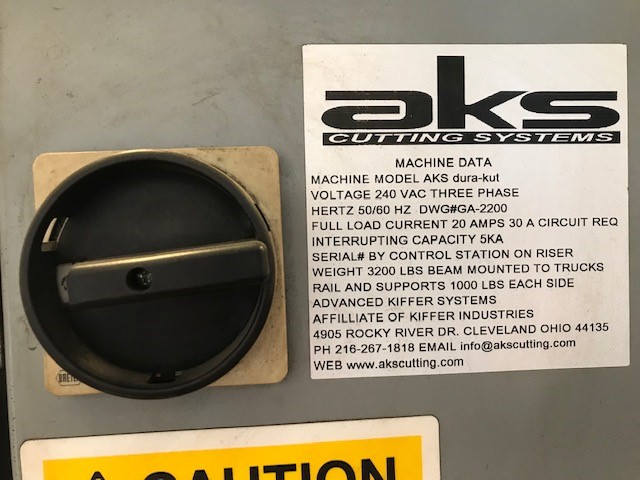 aks
CUTTING SYSTEMS
MACHINE DATA
MACHINE MODEL AKS dura-kut
VOLTAGE 240 VAC THREE PHASE
HERTZ 50/60 HZ DWG#GA-2200
FULL LOAD CURRENT 20 AMPS 30 A CIRCUIT REQ
INTERRUPTING CAPACITY 5KA
SERIAL# BY CONTROL STATION ON RISER
WEIGHT 3200 LBS BEAM MOUNTED TO TRUCKS
RAIL AND SUPPORTS 1000 LBS EACH SIDE
ADVANCED KIFFER SYSTEMS
AFFILLIATE OF KIFFER INDUSTRIES
4905 ROCKY RIVER DR. CLEVELAND OHIO 44135
PH 216-267-1818 EMAIL info@akscutting.com
WEB www.akscutting.com
CAUTION